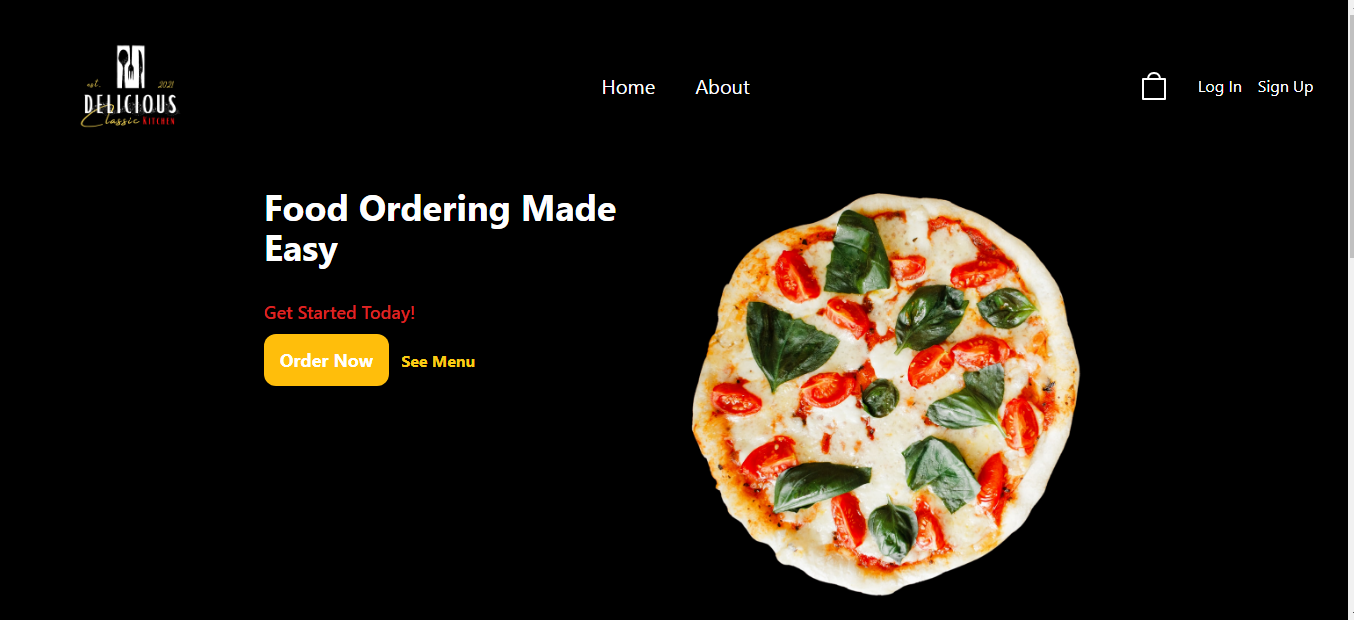 est. 2021
DELICIOUS
Classic KITCHEN
Home About
Log In Sign Up
Food Ordering Made
Easy
Get Started Today!
Order Now See Menu